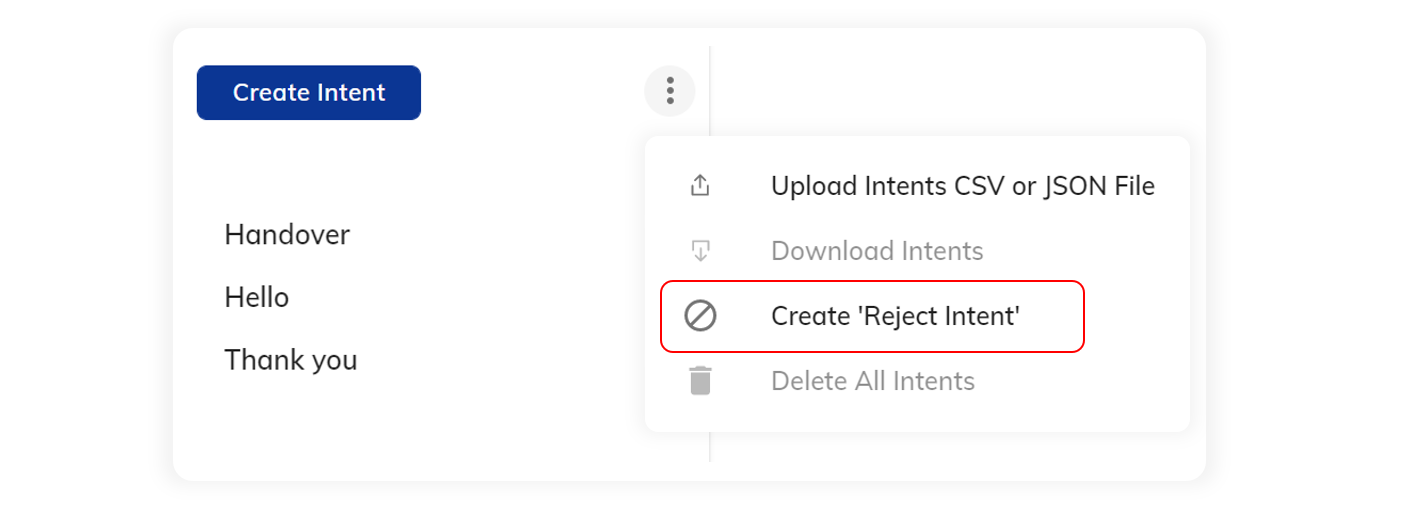 Create Intent
Handover
Hello
Thank you
Upload Intents CSV or JSON File
Download Intents
Create 'Reject Intent'
Delete All Intents